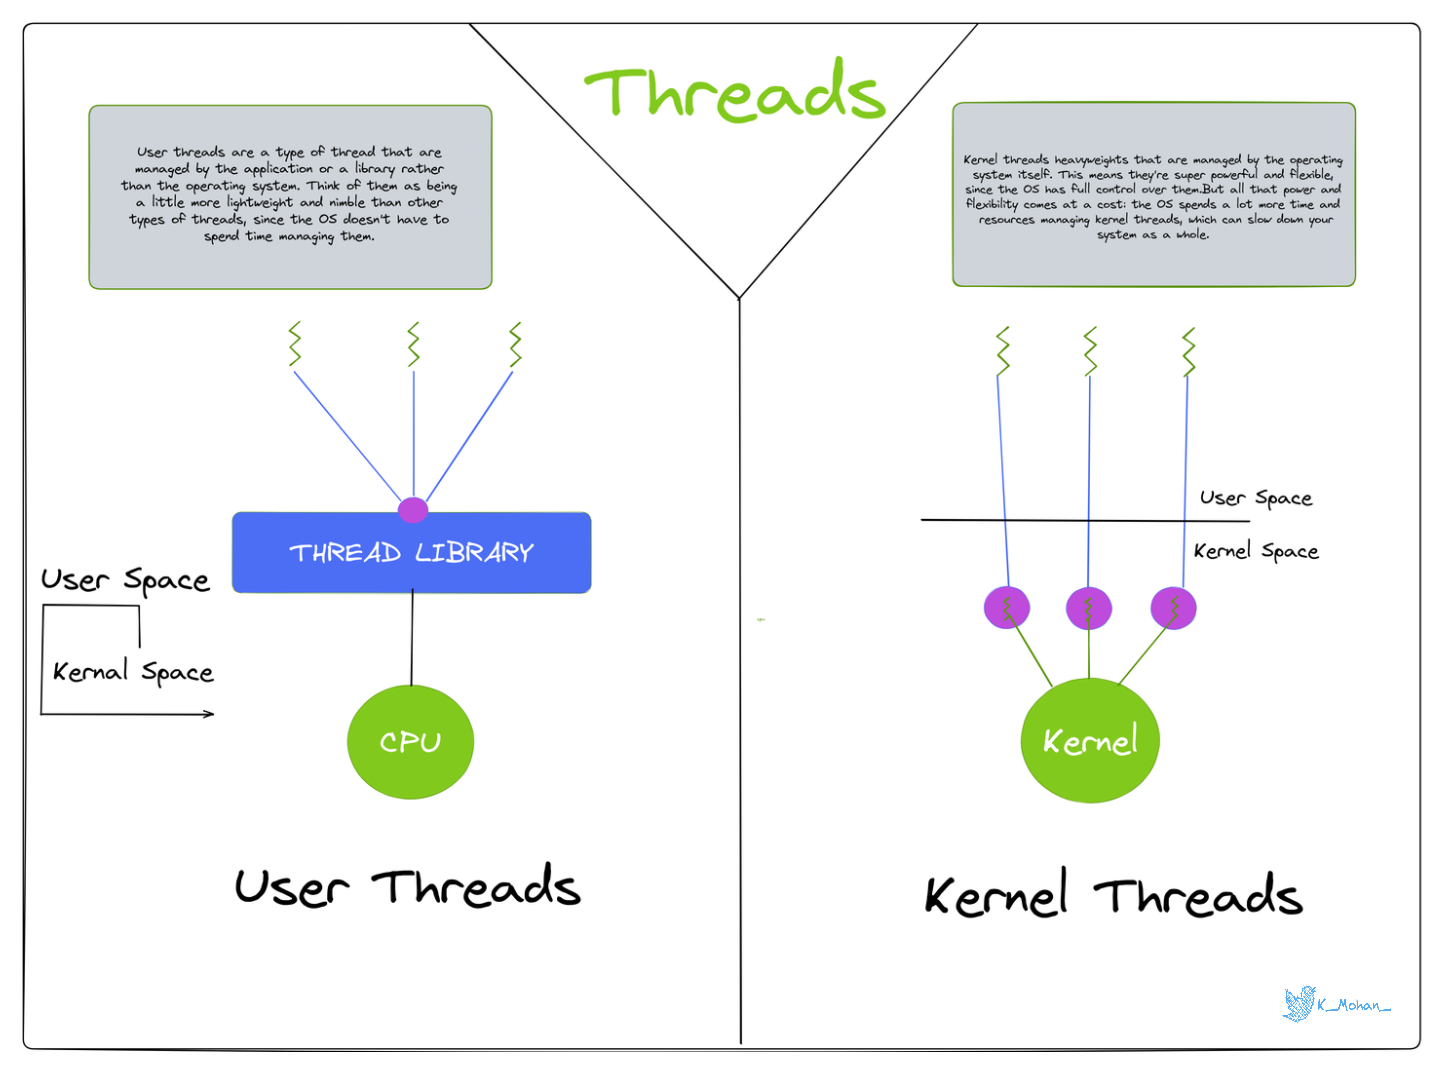 Threads
User threads are a type of thread that are
managed by the application or a library rather
than the operating system. Think of them as being
a little more lightweight and nimble than other
types of threads, since the OS doesn't have to
spend time managing them.
THREAD LIBRARY
User Space
Kernal Space
CPU
User Threads
Kernel threads heavyweights that are managed by the operating
system itself. This means they're super powerful and flexible,
since the OS has full control over them.But all that power and
flexibility comes at a cost: the OS spends a lot more time and
resources managing kernel threads, which can slow down your
system as a whole.
User Space
Kernel Space
Kernel
Kernel Threads
K_Mohan_